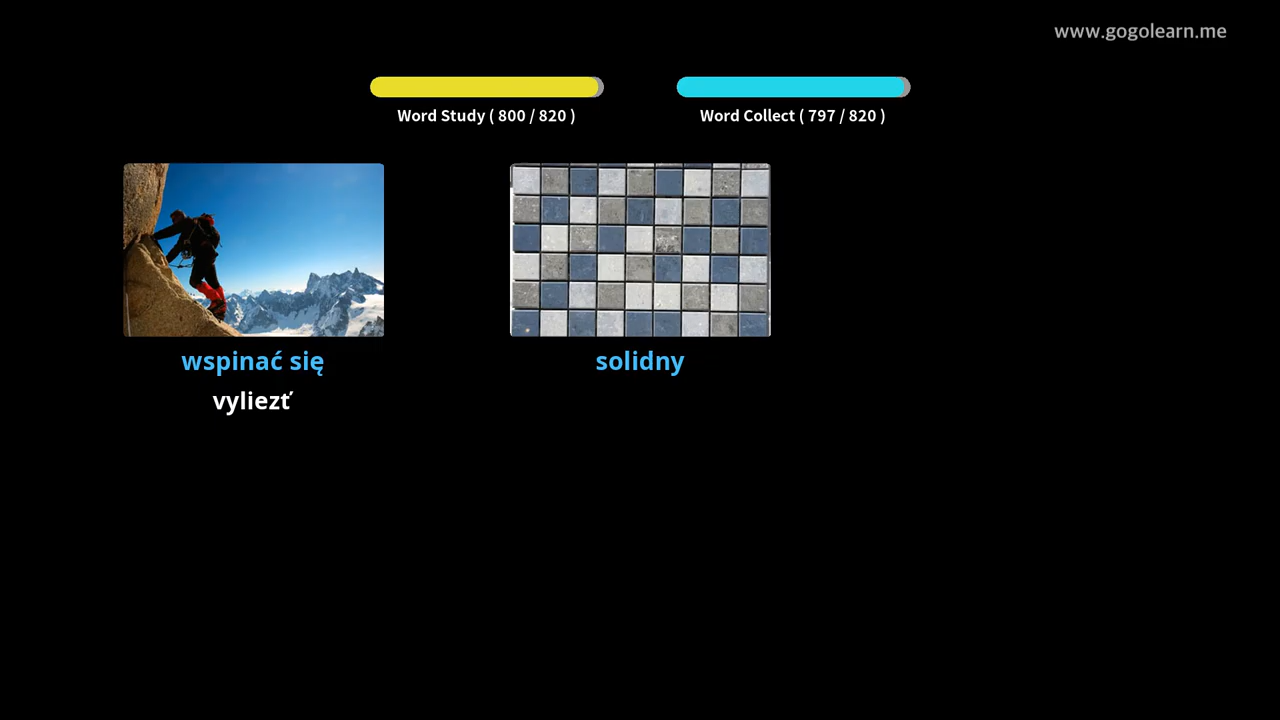 www.gogolearn.me
Word Study ( 800 / 820 )
Word Collect ( 797 / 820 )
wspinać się
vyliezť
solidny